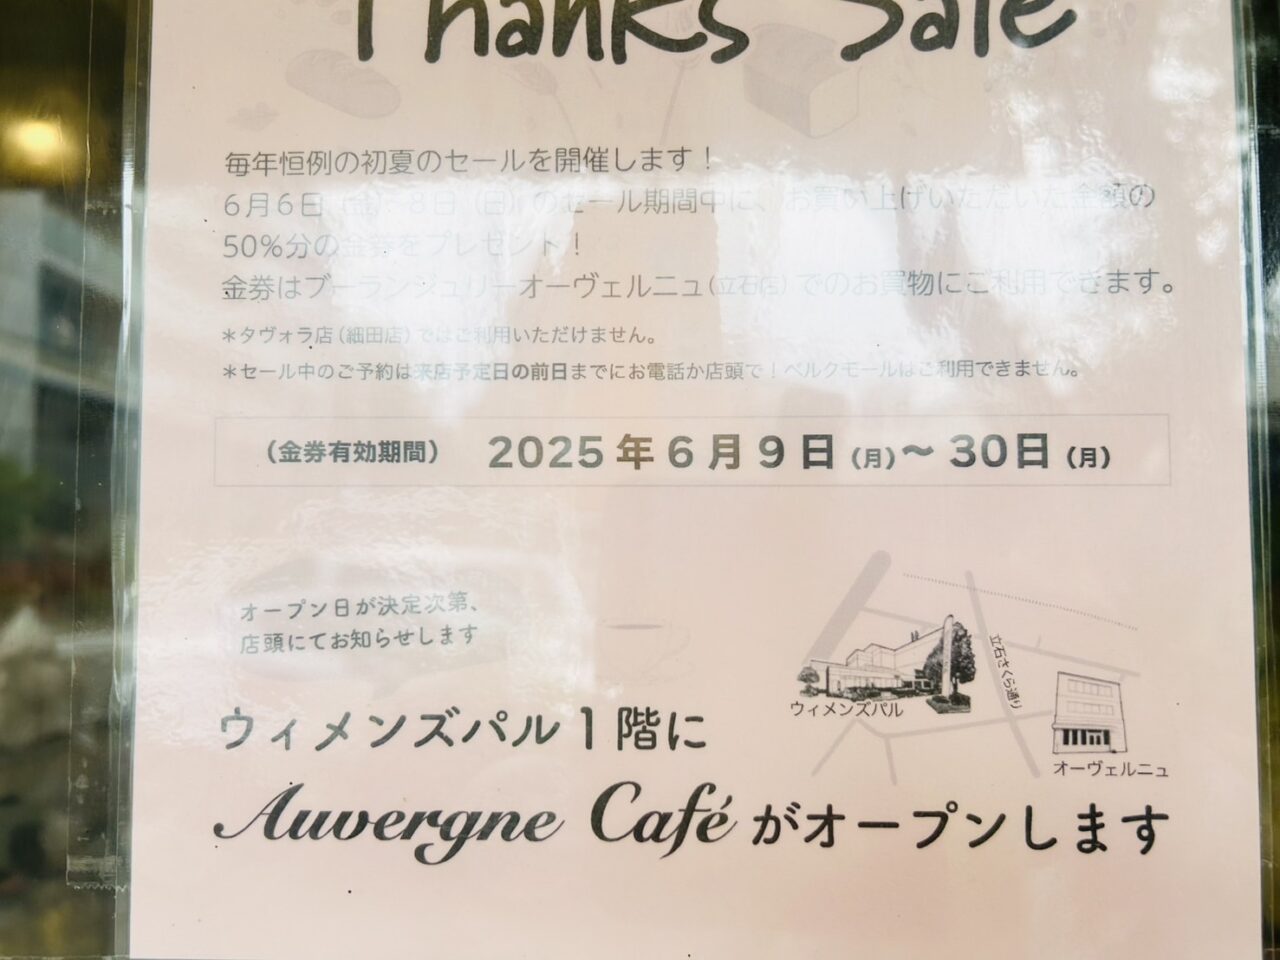 Thanks Sale
毎年恒例の初夏のセールを開催します！
6月6日（金）- 8日（日）のセール期間中に、お買い上げいただいた金額の
50%分の金券をプレゼント！
金券はブーランジュリーオーヴェルニュ（立石店）でのお買物にご利用できます。
＊タヴォラ店（細田店）ではご利用いただけません。
＊セール中のご予約は来店予定日の前日までにお電話か店頭で！ベルクモールはご利用できません。
（金券有効期間） 2025年6月9日（月）〜30日（月）
オープン日が決定次第、
店頭にてお知らせします
立石さくら通り
ウィメンズパル
オーヴェルニュ
ウィメンズパル1階に
Auvergne Café がオープンします